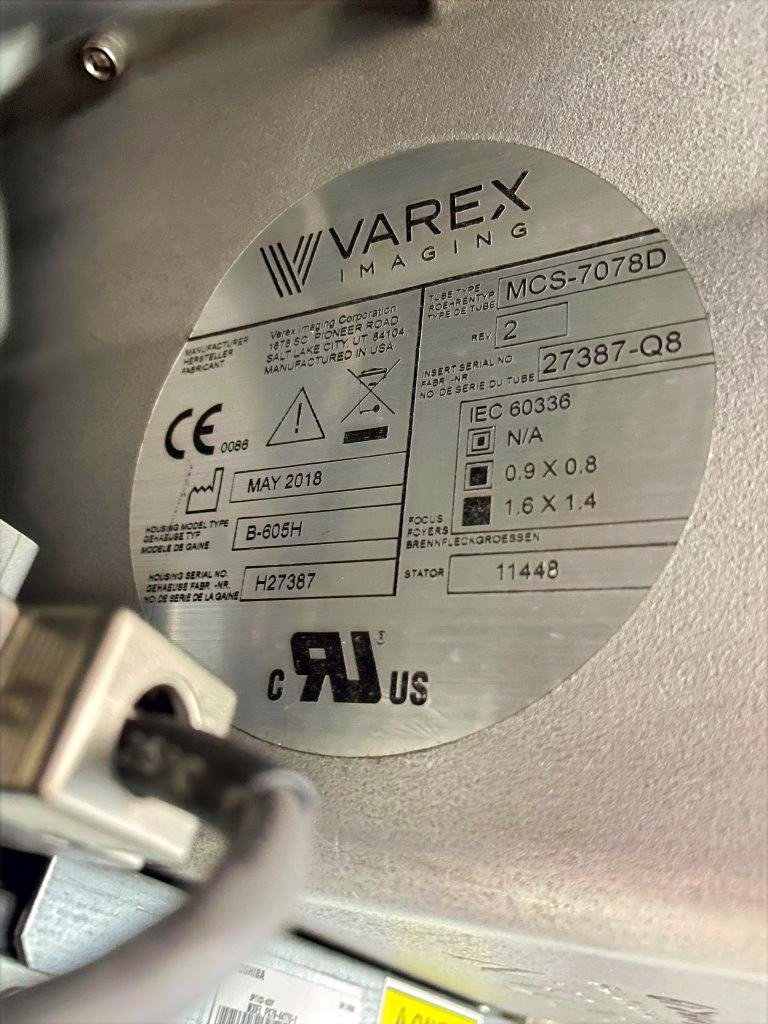 VAREX
IMAGING
MANUFACTURER
HERSTELLER
FABRICANT
Varex Imaging Corporation
1678 SO. PIONEER ROAD
SALT LAKE CITY, UT 84104,
MANUFACTURED IN USA
CE 0086
MAY 2018
HOUSING MODEL TYPE
GEHAEUSE TYP
MODELE DE GAINE
B-605H
HOUSING SERIAL NO.
GEHAEUSE FABR.-NR.
NO. DE SERIE DE LA GAINE
H27387
TUBE TYPE
ROEHRENTYP
TYPE DE TUBE
MCS-7078D
REV. 2
INSERT SERIAL NO.
FABR.-NR
NO DE SERIE DU TUBE
27387-Q8
IEC 60336
N/A
0.9 X 0.8
1.6 X 1.4
FOCUS
FOYERS
BRENNFLECKGROESSEN
STATOR 11448
C RU ® US